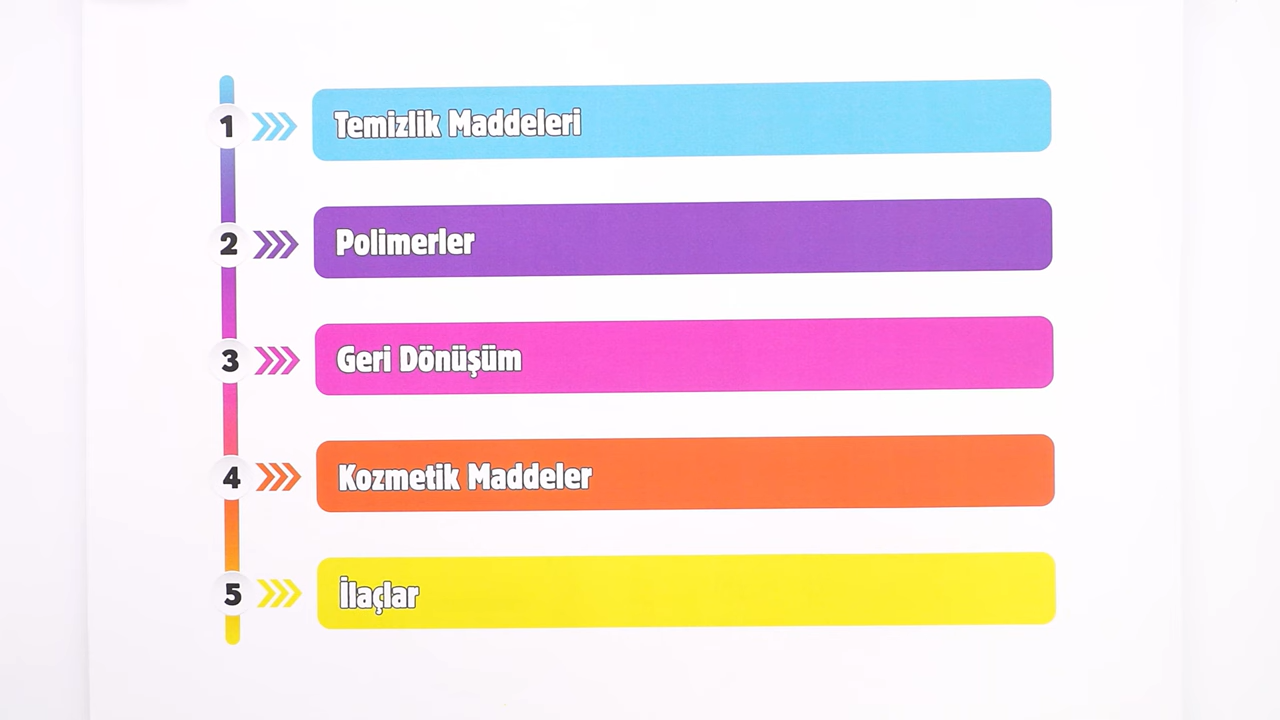 1 Temizlik Maddeleri
2 Polimerler
3 Geri Dönüşüm
4 Kozmetik Maddeler
5 İlaçlar